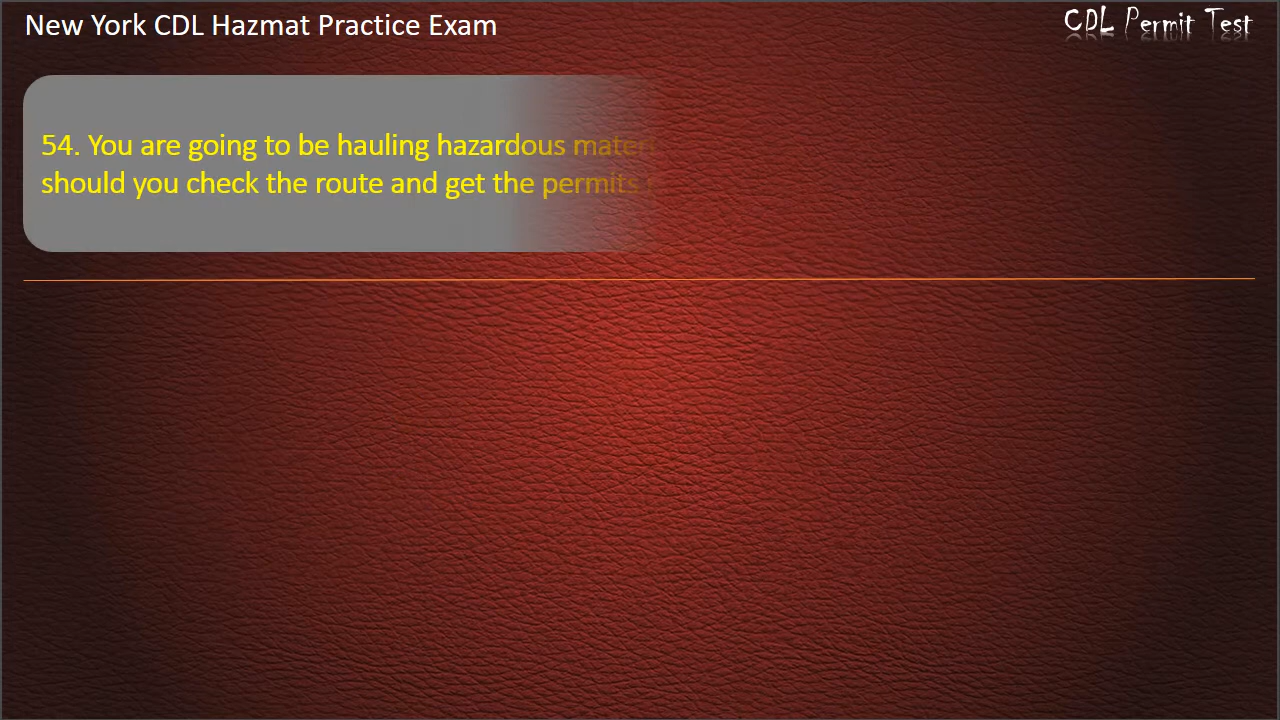 New York CDL Hazmat Practice Exam
CDL Permit Test
54. You are going to be hauling hazardous
should you check the route and get the permits